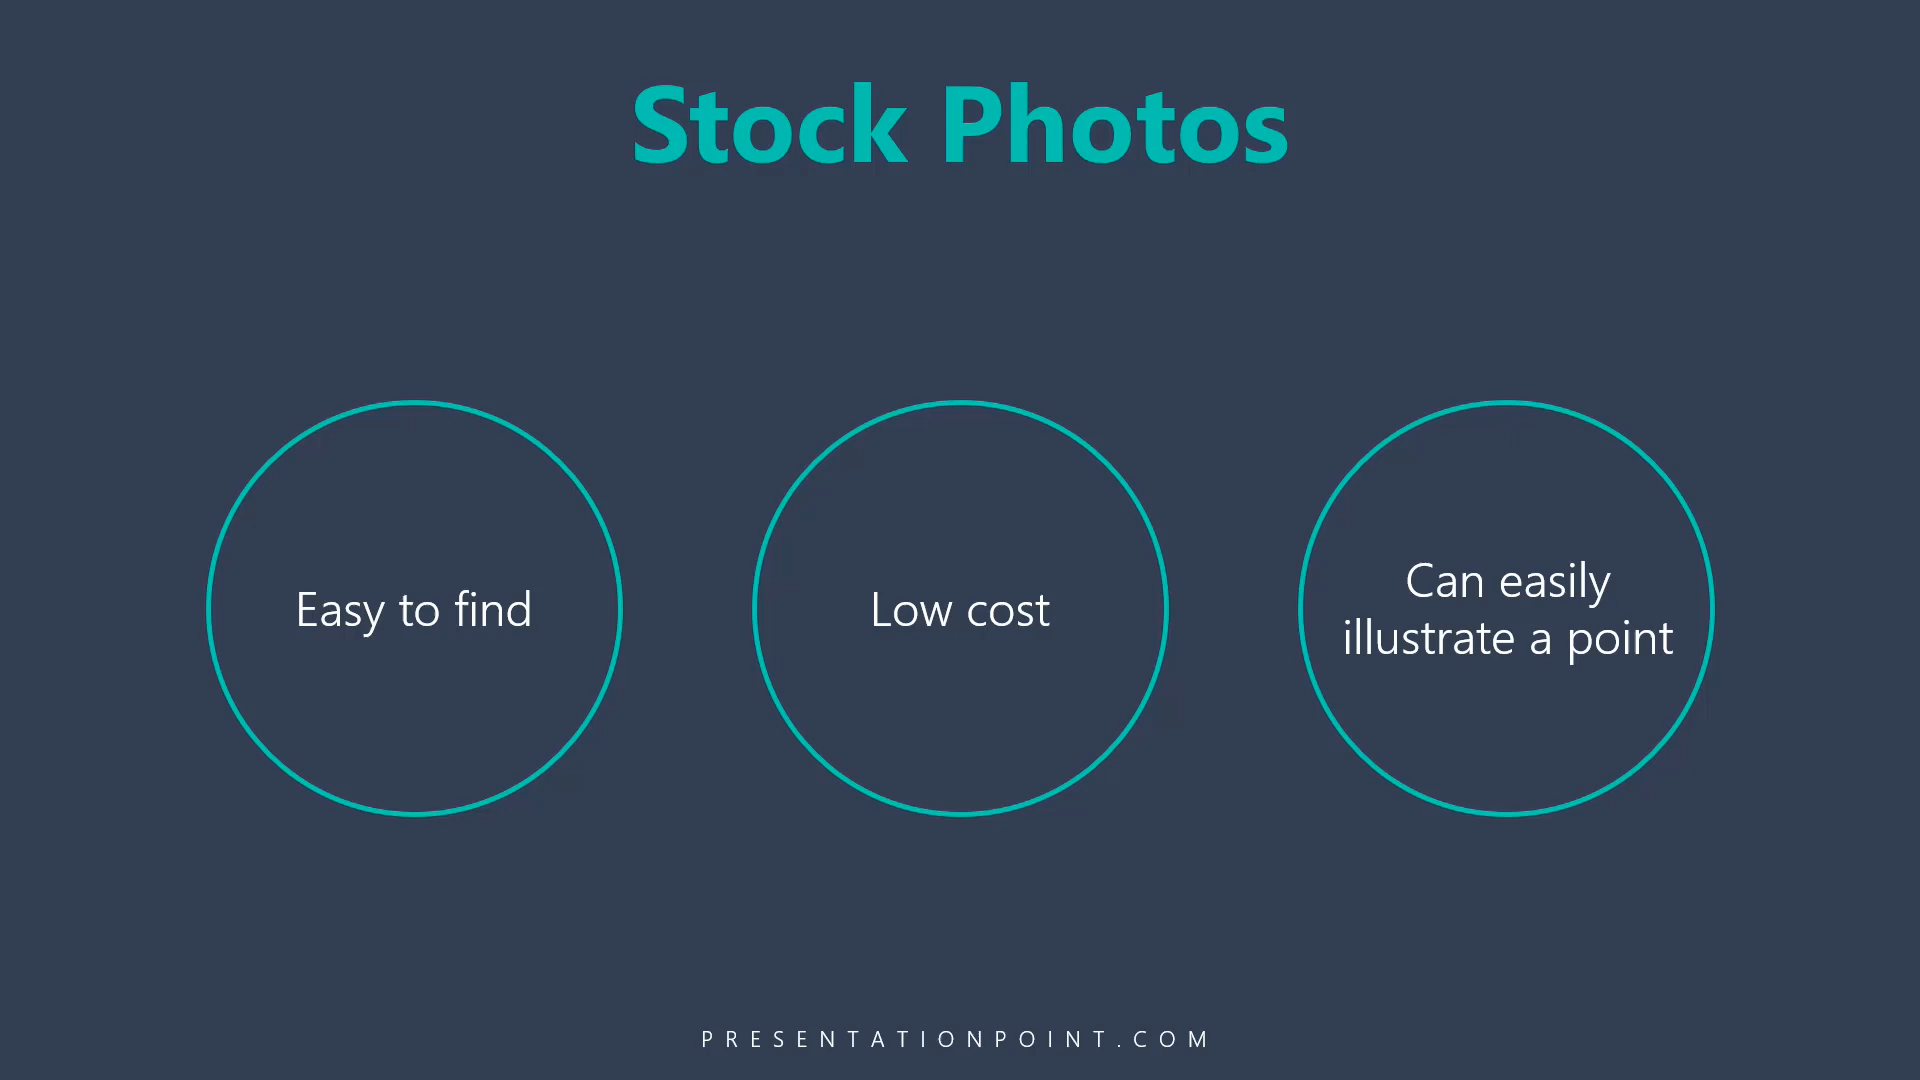 Stock Photos
Easy to find
Low cost
Can easily
illustrate a point
PRESENTATIONPOINT.COM